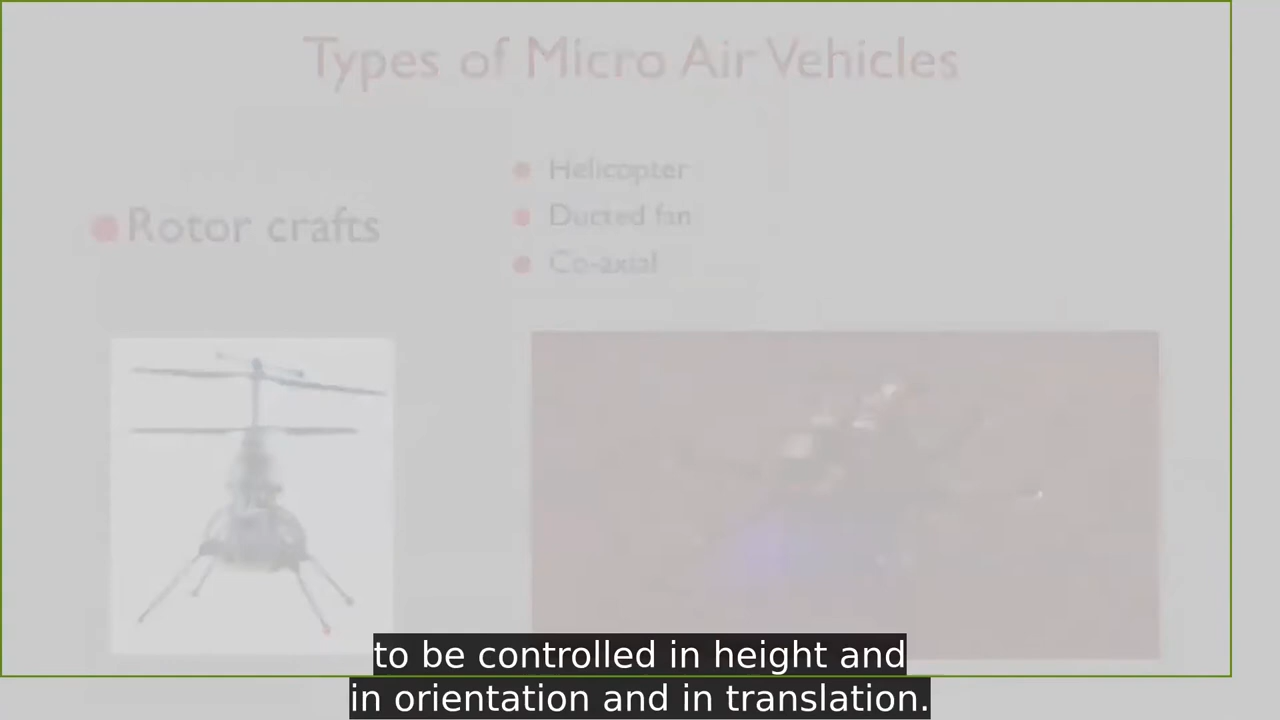 Types of Micro Air Vehicles
Helicopter
Rotor crafts
Ducted fan
Co-axial
to be controlled in height and
in orientation and in translation.